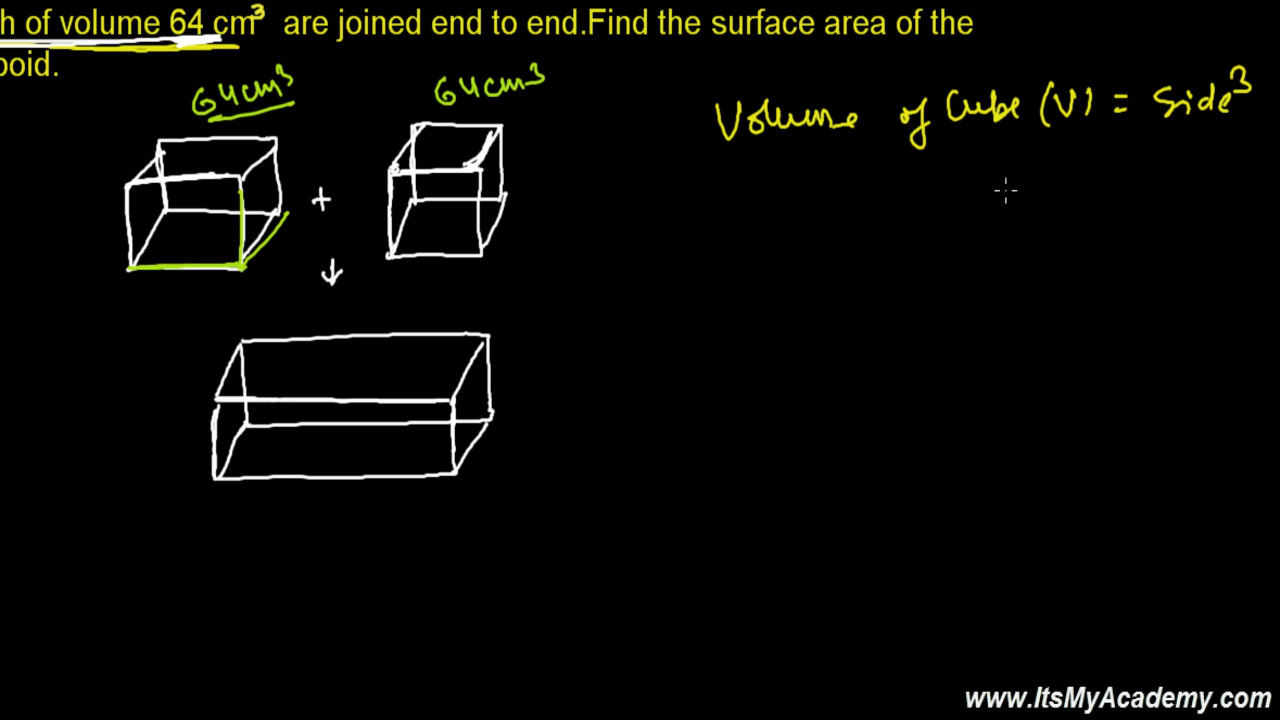 h of volume 64 cm³ are joined end to end.Find the surface area of the
boid.
64cm³
64cm³
Volume of Cube (V) = Side³
+
www.ItsMyAcademy.com